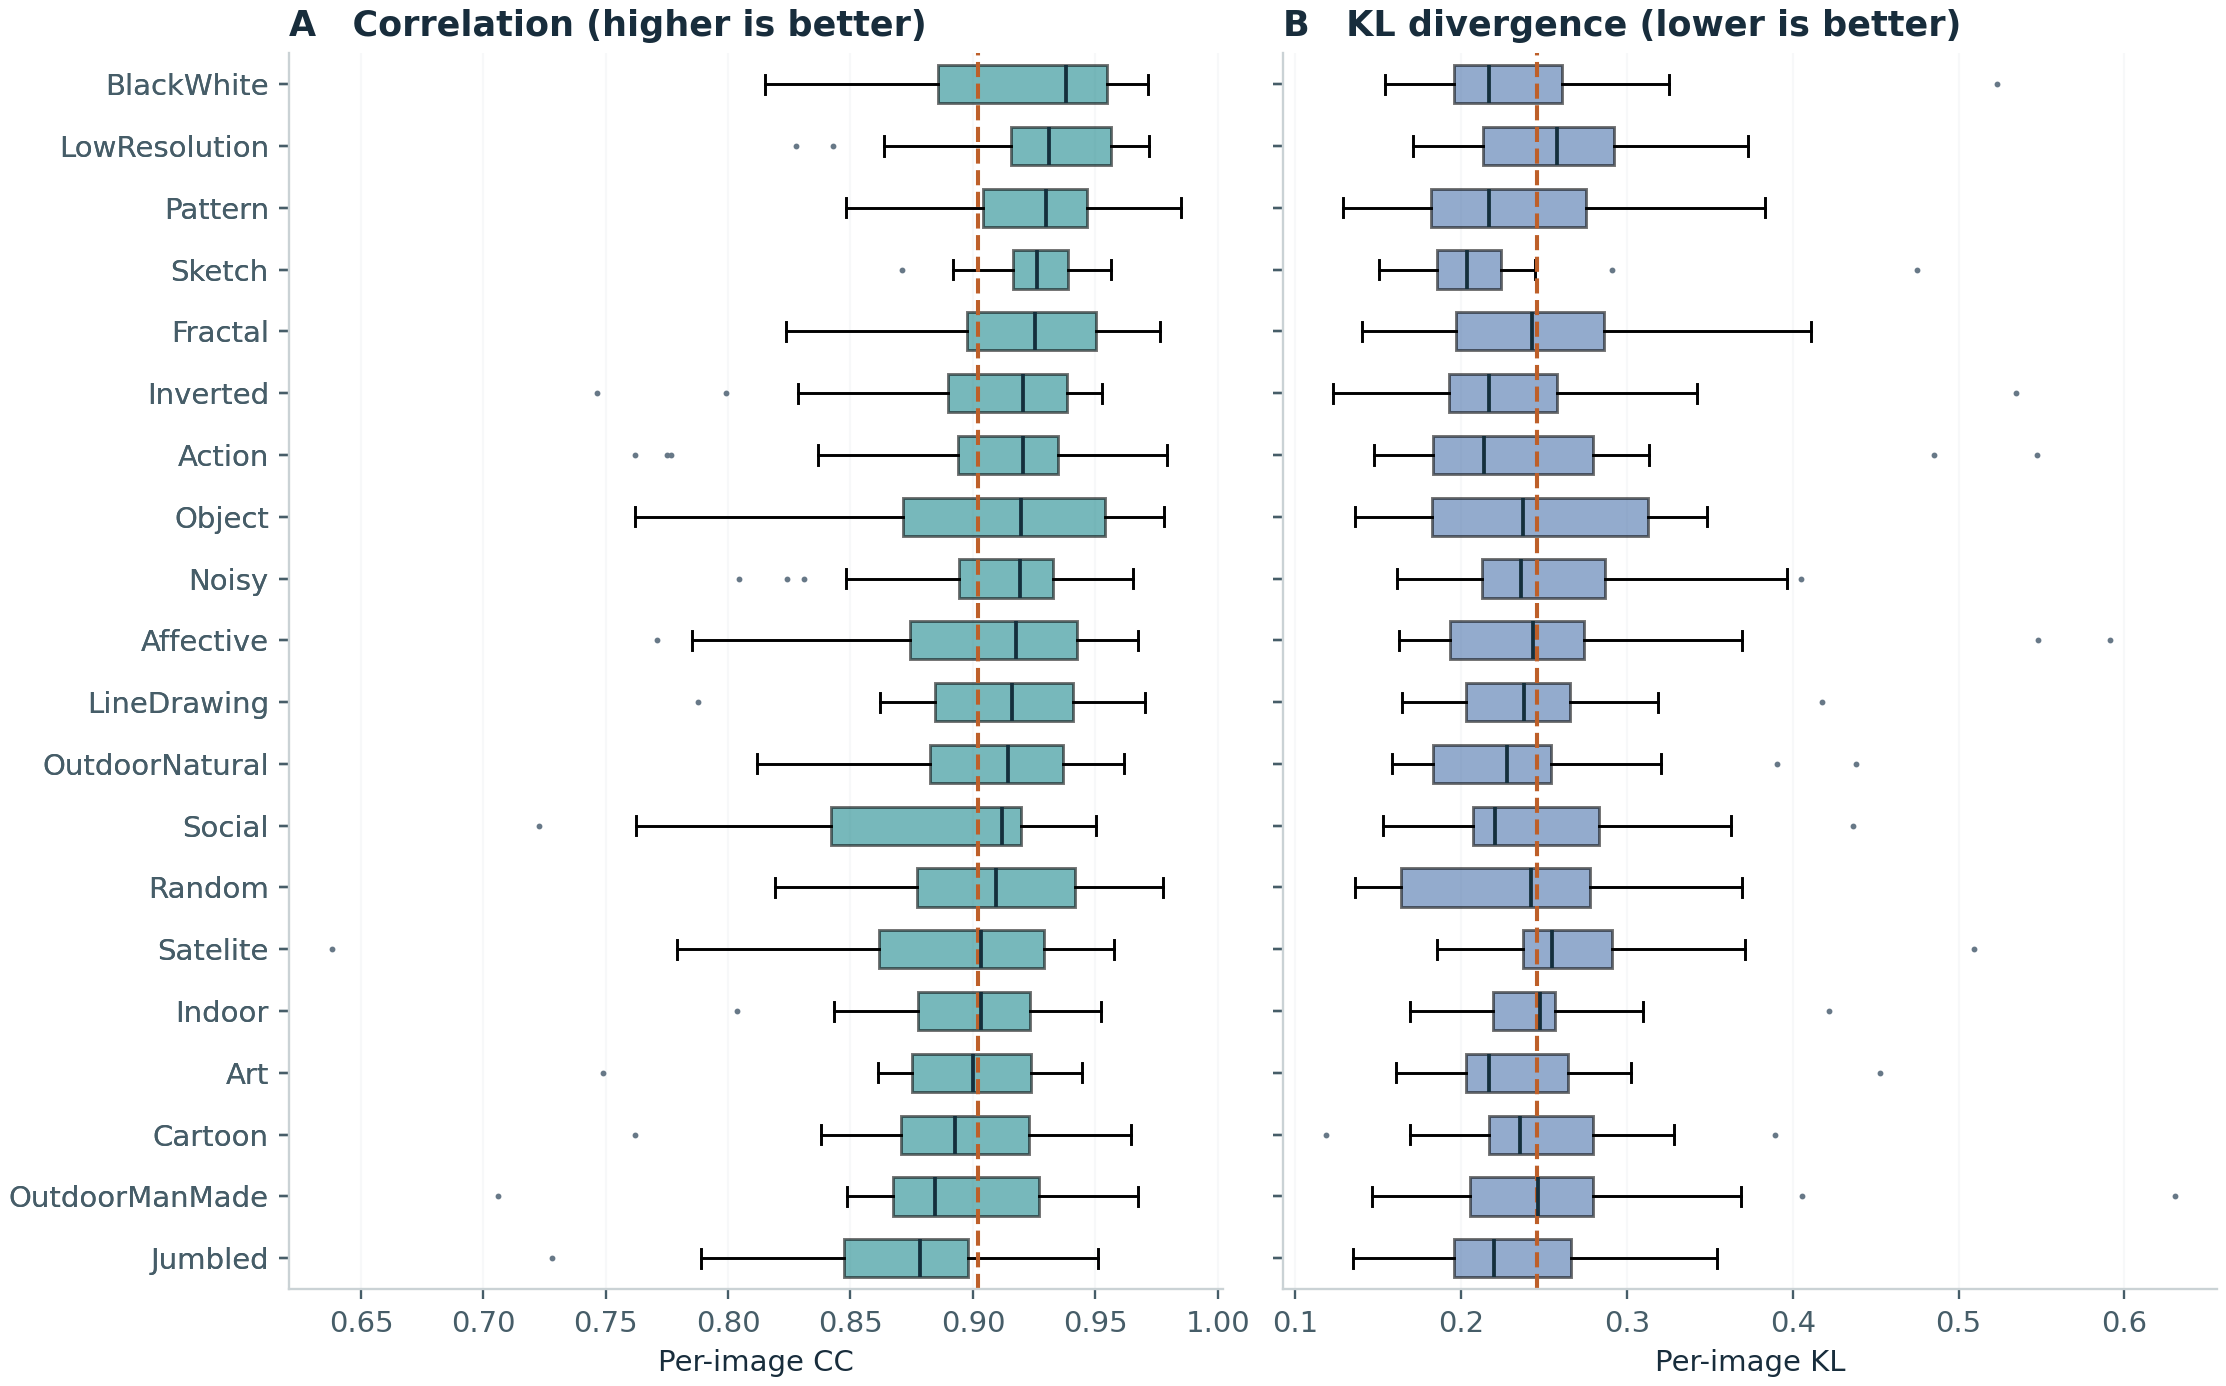 A Correlation (higher is better)
B KL divergence (lower is better)
BlackWhite
LowResolution
Pattern
Sketch
Fractal
Inverted
Action
Object
Noisy
Affective
LineDrawing
OutdoorNatural
Social
Random
Satelite
Indoor
Art
Cartoon
OutdoorManMade
Jumbled
0.65 0.70 0.75 0.80 0.85 0.90 0.95 1.00
0.1 0.2 0.3 0.4 0.5 0.6
Per-image CC
Per-image KL